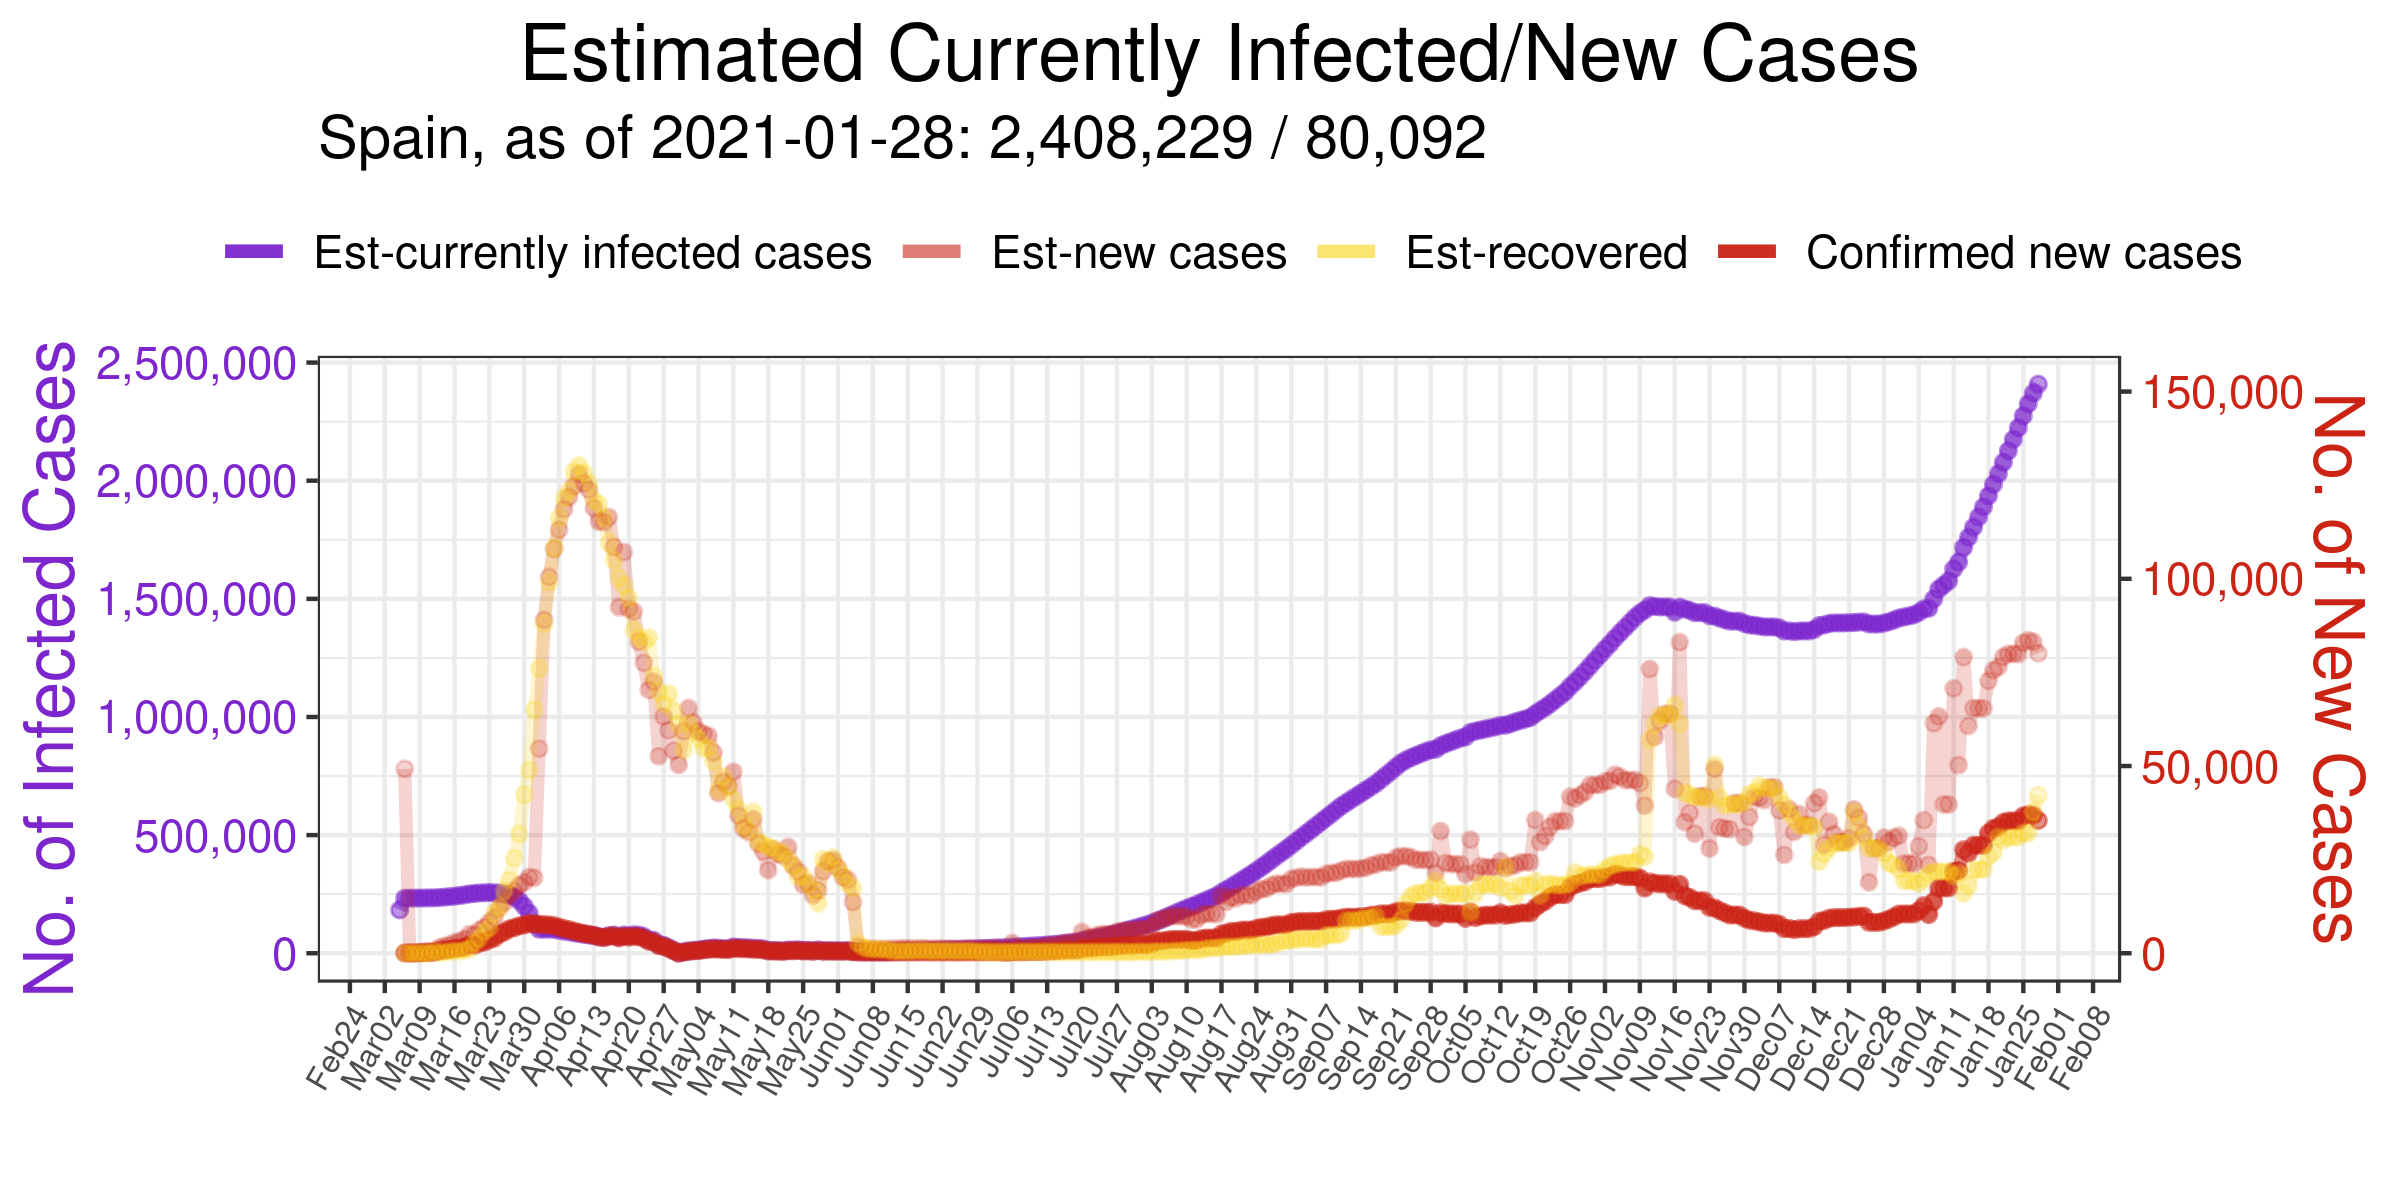 Estimated Currently Infected/New Cases
Spain, as of 2021-01-28: 2,408,229 / 80,092
Est-currently infected cases Est-new cases Est-recovered Confirmed new cases
No. of Infected Cases
2,500,000
2,000,000
1,500,000
1,000,000
500,000
0
150,000
100,000
50,000
0
No. of New Cases
Feb24 Mar02 Mar09 Mar16 Mar23 Mar30 Apr06 Apr13 Apr20 Apr27 May04 May11 May18 May25 Jun01 Jun08 Jun15 Jun22 Jun29 Jul06 Jul13 Jul20 Jul27 Aug03 Aug10 Aug17 Aug24 Aug31 Sep07 Sep14 Sep21 Sep28 Oct05 Oct12 Oct19 Oct26 Nov02 Nov09 Nov16 Nov23 Nov30 Dec07 Dec14 Dec21 Dec28 Jan04 Jan11 Jan18 Jan25 Feb01 Feb08